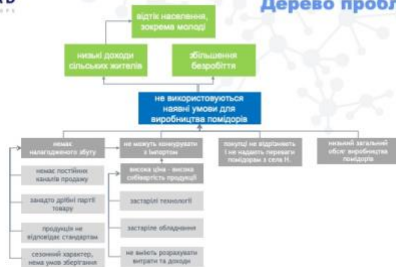 Дерево пробл
відтік населення,
зокрема молоді
низькі доходи
сільських жителів
збільшення
безробіття
не використовуються
наявні умови для
виробництва помідорів
немає
налагодженого збуту
не можуть конкурувати
з імпортом
покупці не відрізняють
і не надають переваги
помідорам з села Н.
низький загальний
обсяг виробництва
помідорів
немає постійних
каналів продажу
висока ціна - висока
собівартість продукції
занадто дрібні партії
товару
застарілі технології
продукція не
відповідає стандартам
застаріле обладнання
сезонний характер,
нема умов зберігання
не вміють розрахувати
витрати та доходи